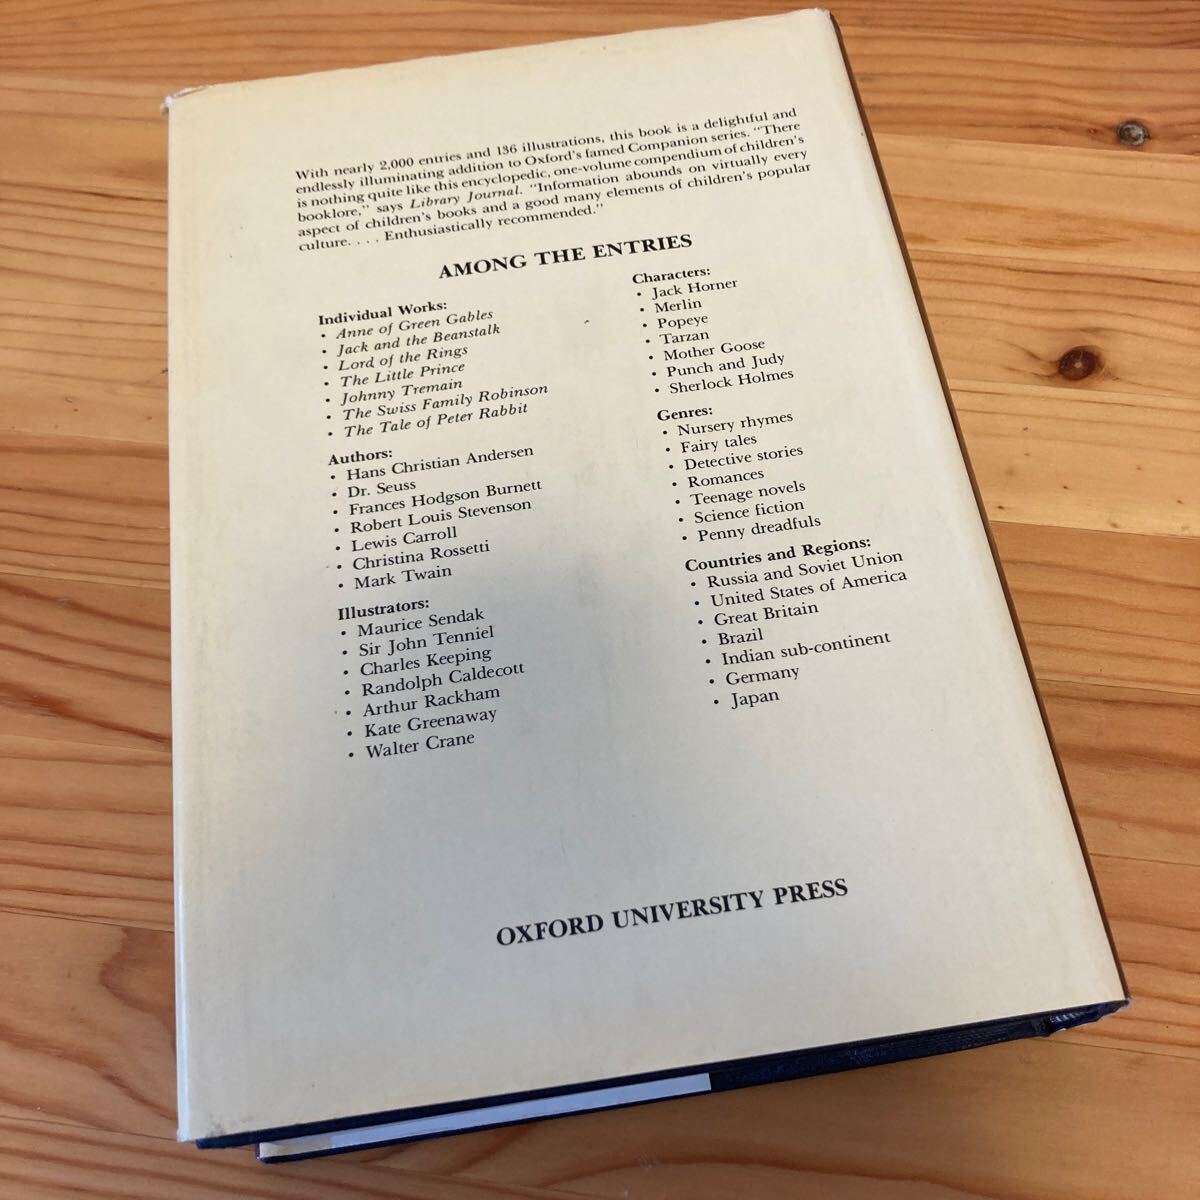 With nearly 2,000 entries and 136 illustrations, this book is a delightful and
endlessly illuminating addition to Oxford's famed Companion series. "There
is nothing quite like this encyclopedic, one-volume compendium of children's
booklore," says Library Journal. "Information abounds on virtually every
aspect of children's books and a good many elements of children's popular
culture. . . . Enthusiastically recommended."
AMONG THE ENTRIES
Individual Works:
• Anne of Green Gables
• Jack and the Beanstalk
• Lord of the Rings
• The Little Prince
• Johnny Tremain
• The Swiss Family Robinson
• The Tale of Peter Rabbit
Authors:
• Hans Christian Andersen
• Dr. Seuss
• Frances Hodgson Burnett
• Robert Louis Stevenson
• Lewis Carroll
• Christina Rossetti
• Mark Twain
Illustrators:
• Maurice Sendak
• Sir John Tenniel
• Charles Keeping
• Randolph Caldecott
• Arthur Rackham
• Kate Greenaway
• Walter Crane
Characters:
• Jack Horner
• Merlin
• Popeye
• Tarzan
• Mother Goose
• Punch and Judy
• Sherlock Holmes
Genres:
• Nursery rhymes
• Fairy tales
• Detective stories
• Romances
• Teenage novels
• Science fiction
• Penny dreadfuls
Countries and Regions:
• Russia and Soviet Union
• United States of America
• Great Britain
• Brazil
• Indian sub-continent
• Germany
• Japan
OXFORD UNIVERSITY PRESS